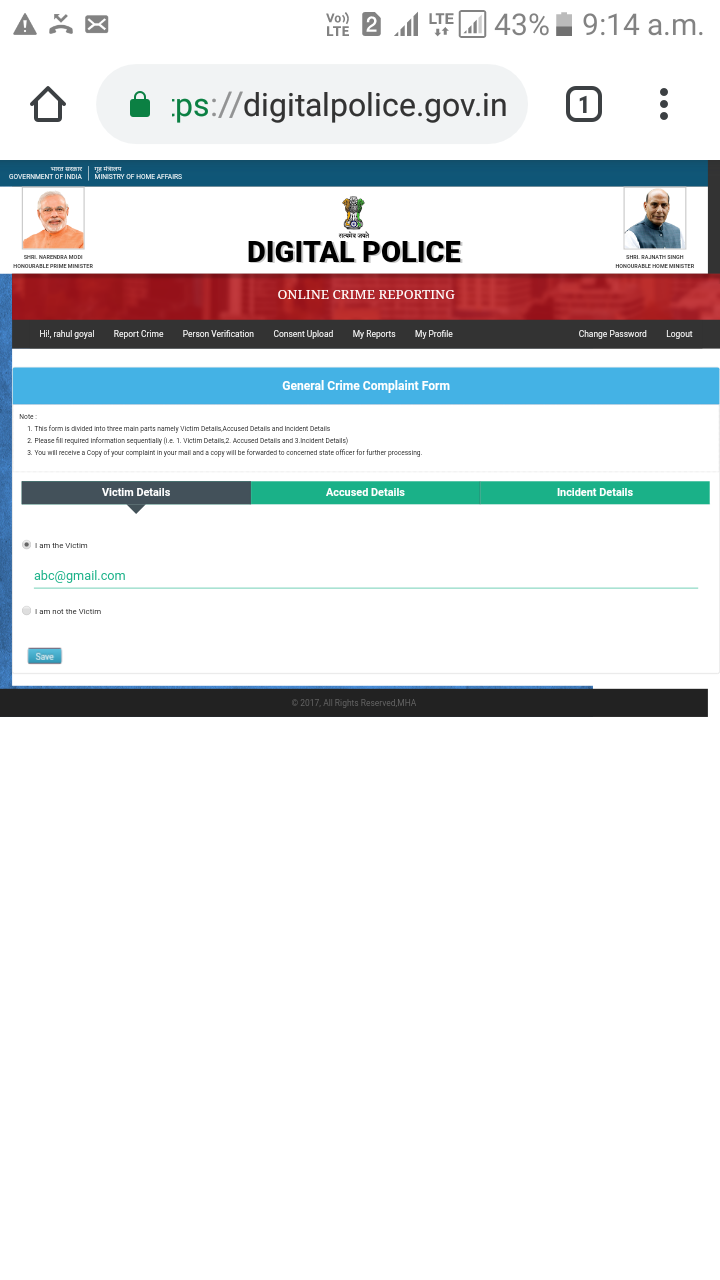 Vo)) LTE 2 LTE 43% 9:14 a.m.
:ps://digitalpolice.gov.in 1
भारत सरकार गृह मंत्रालय
GOVERNMENT OF INDIA MINISTRY OF HOME AFFAIRS
सत्यमेव जयते
DIGITAL POLICE
SHRI. NARENDRA MODI
HONOURABLE PRIME MINISTER
SHRI. RAJNATH SINGH
HONOURABLE HOME MINISTER
ONLINE CRIME REPORTING
Hi!, rahul goyal Report Crime Person Verification Consent Upload My Reports My Profile Change Password Logout
General Crime Complaint Form
Note :
1. This form is divided into three main parts namely Victim Details,Accused Details and Incident Details
2. Please fill required information sequentially (i.e. 1. Victim Details,2. Accused Details and 3.Incident Details)
3. You will receive a Copy of your complaint in your mail and a copy will be forwarded to concerned state officer for further processing.
Victim Details Accused Details Incident Details
I am the Victim
abc@gmail.com
I am not the Victim
Save
© 2017, All Rights Reserved,MHA